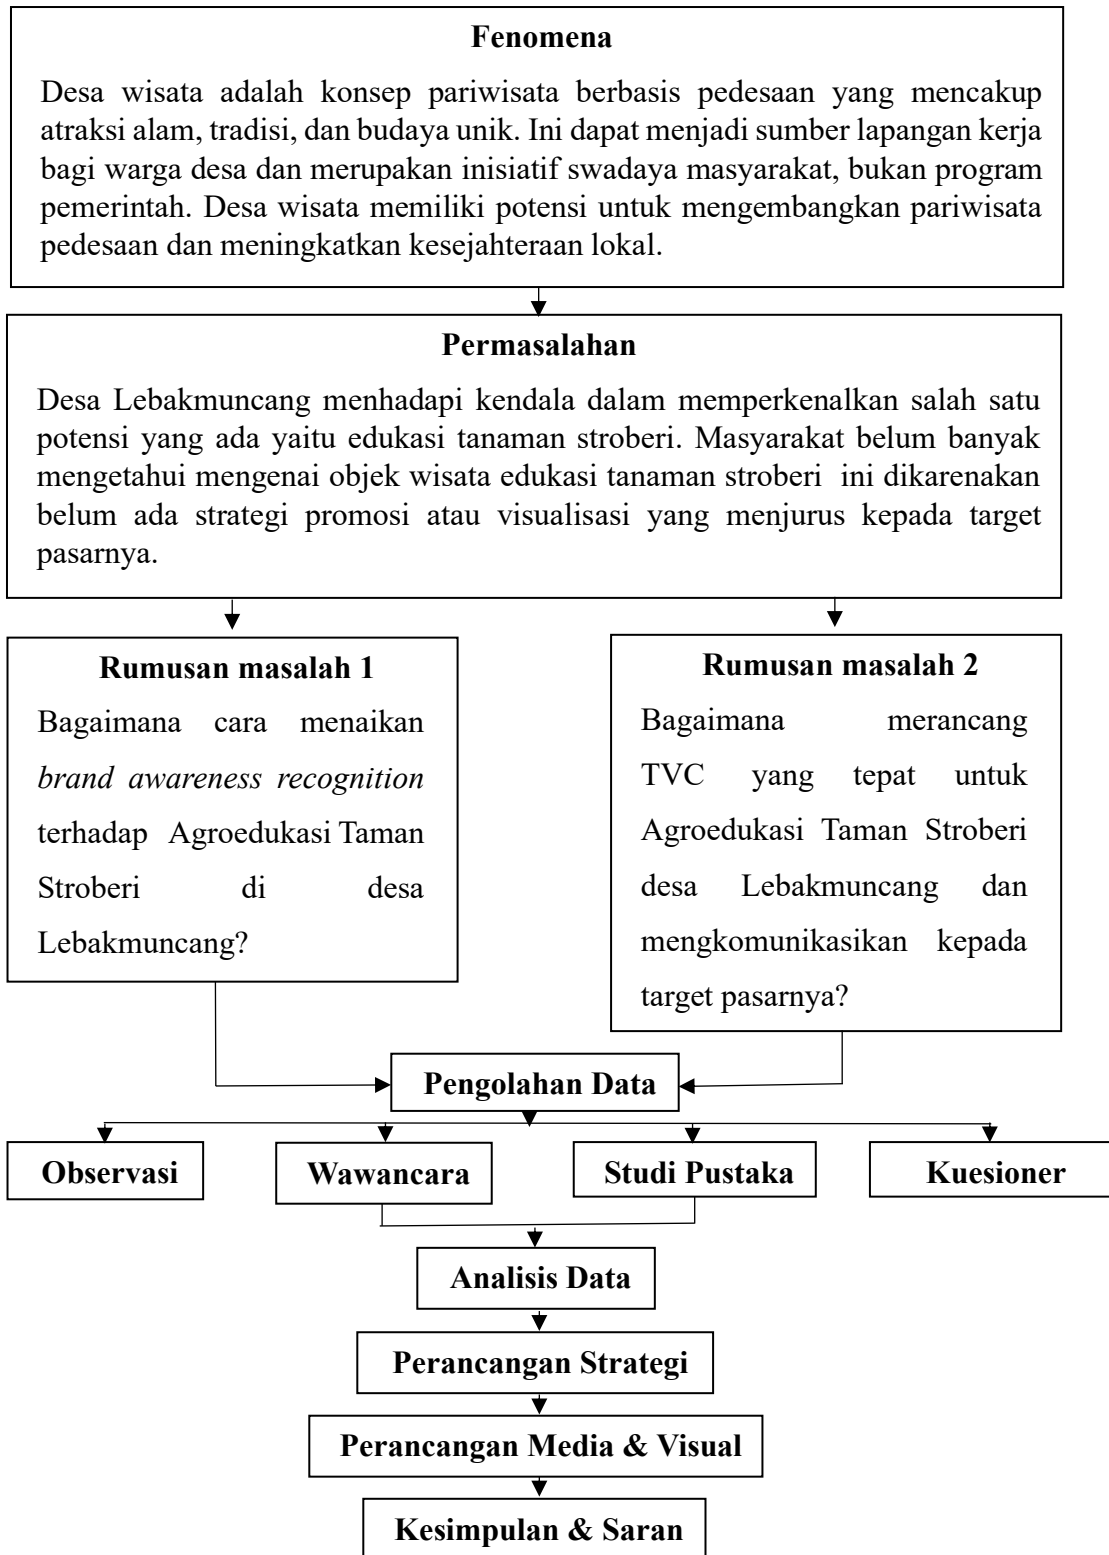 Fenomena
Desa wisata adalah konsep pariwisata berbasis pedesaan yang mencakup
atraksi alam, tradisi, dan budaya unik. Ini dapat menjadi sumber lapangan kerja
bagi warga desa dan merupakan inisiatif swadaya masyarakat, bukan program
pemerintah. Desa wisata memiliki potensi untuk mengembangkan pariwisata
pedesaan dan meningkatkan kesejahteraan lokal.
Permasalahan
Desa Lebakmuncang menhadapi kendala dalam memperkenalkan salah satu
potensi yang ada yaitu edukasi tanaman stroberi. Masyarakat belum banyak
mengetahui mengenai objek wisata edukasi tanaman stroberi ini dikarenakan
belum ada strategi promosi atau visualisasi yang menjurus kepada target
pasarnya.
Rumusan masalah 1
Bagaimana cara menaikan
brand awareness recognition
terhadap Agroedukasi Taman
Stroberi di desa
Lebakmuncang?
Rumusan masalah 2
Bagaimana merancang
TVC yang tepat untuk
Agroedukasi Taman Stroberi
desa Lebakmuncang dan
mengkomunikasikan kepada
target pasarnya?
Pengolahan Data
Observasi
Wawancara
Studi Pustaka
Kuesioner
Analisis Data
Perancangan Strategi
Perancangan Media & Visual
Kesimpulan & Saran